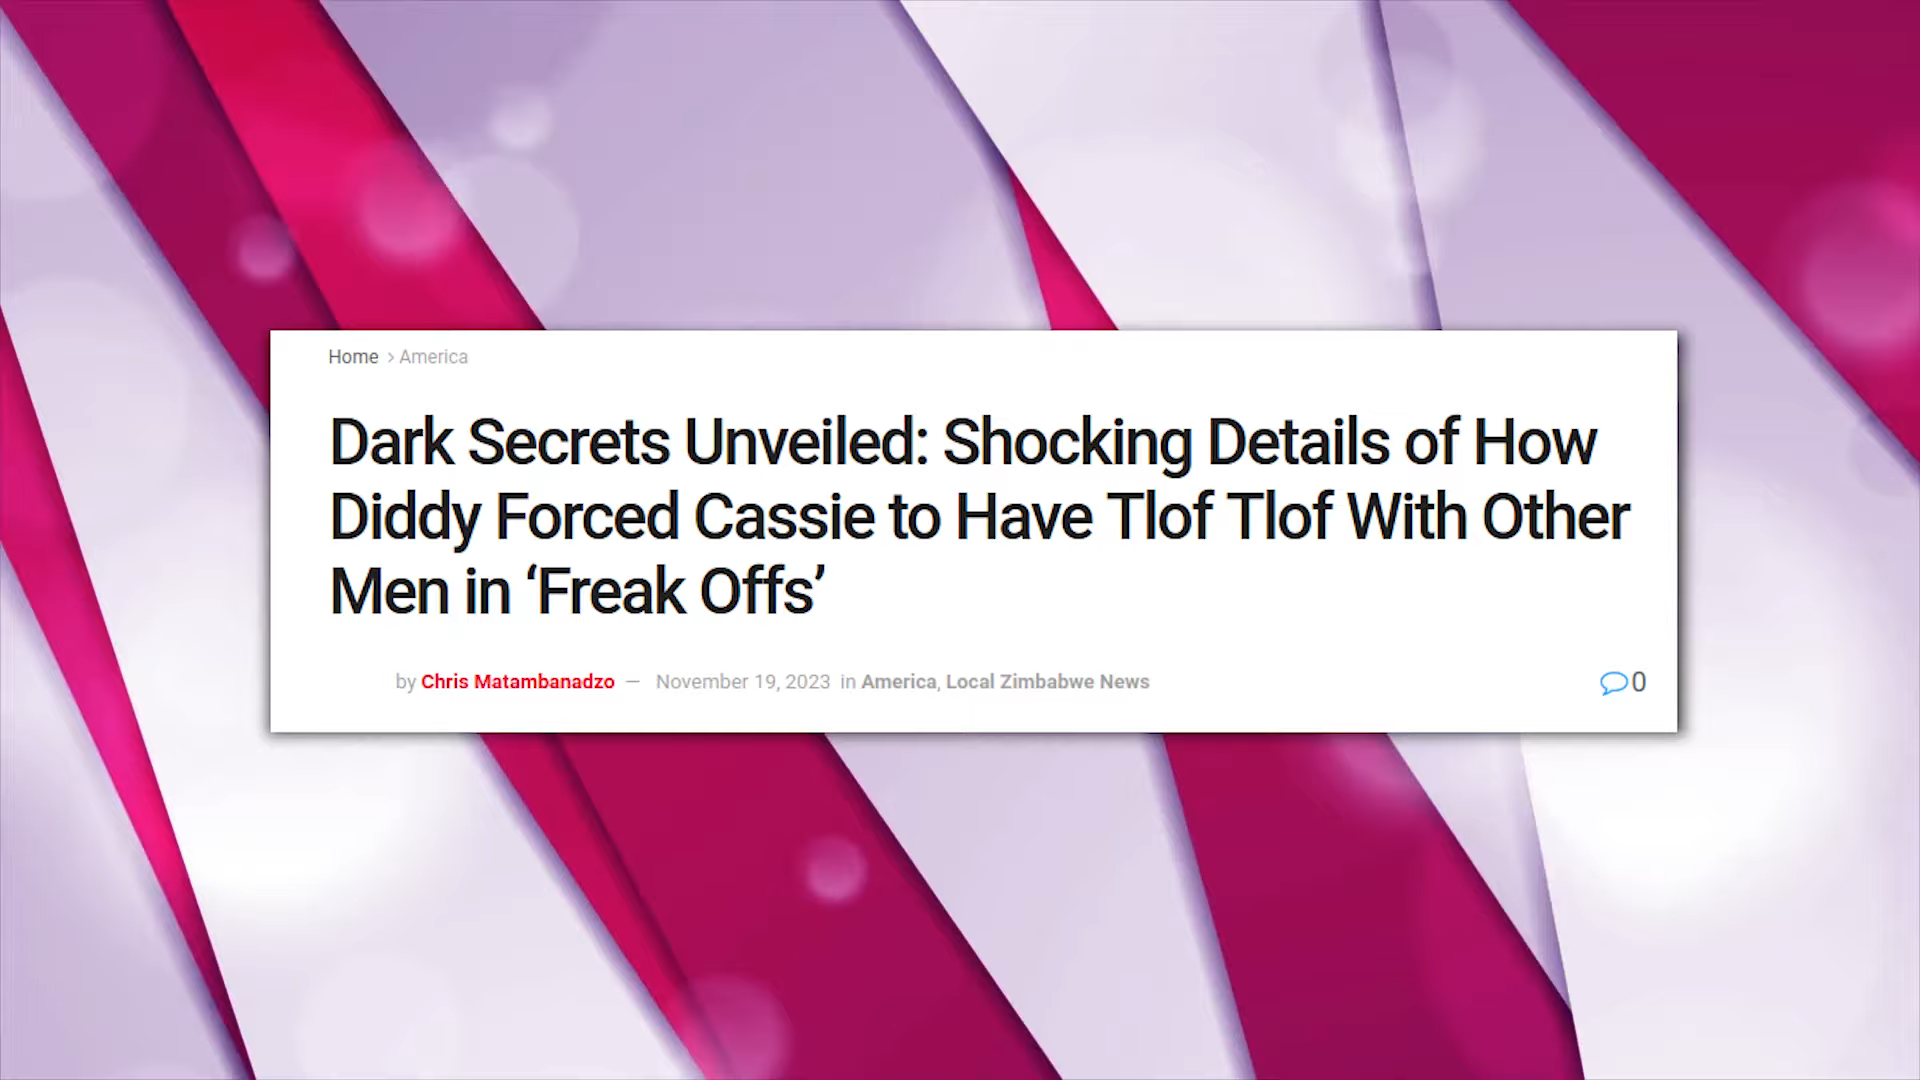 Home > America
Dark Secrets Unveiled: Shocking Details of How
Diddy Forced Cassie to Have Tlof Tlof With Other
Men in ‘Freak Offs’
by Chris Matambanadzo — November 19, 2023 in America, Local Zimbabwe News 0